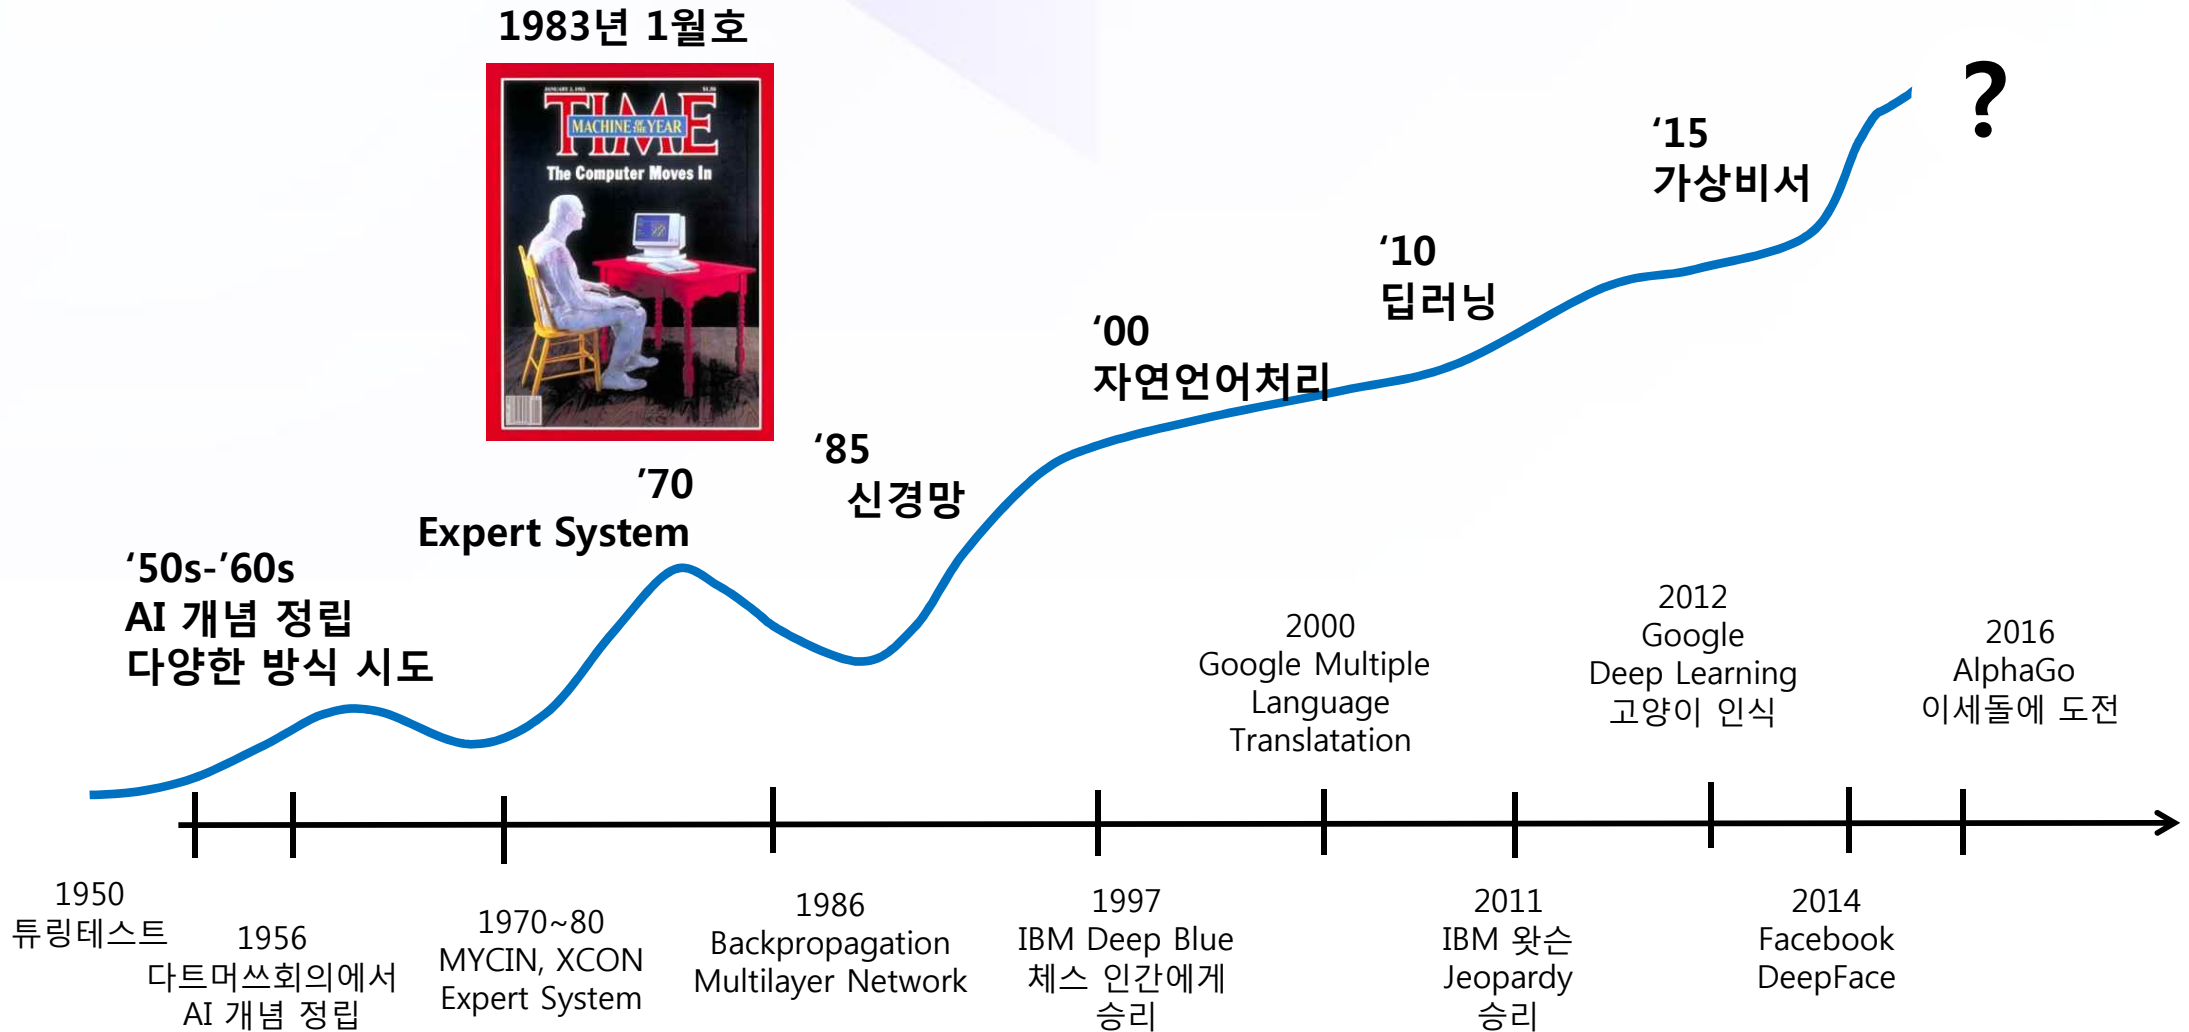 1983년 1월호
JANUARY 3, 1983
TIME
MACHINE OF THE YEAR
The Computer Moves In
'70
Expert System
‘50s-’60s
AI 개념 정립
다양한 방식 시도
‘85
신경망
‘00
자연언어처리
‘10
딥러닝
‘15
가상비서
?
2000
Google Multiple
Language
Translatation
2012
Google
Deep Learning
고양이 인식
2016
AlphaGo
이세돌에 도전
1950
튜링테스트
1956
다트머쓰회의에서
AI 개념 정립
1970~80
MYCIN, XCON
Expert System
1986
Backpropagation
Multilayer Network
1997
IBM Deep Blue
체스 인간에게
승리
2011
IBM 왓슨
Jeopardy
승리
2014
Facebook
DeepFace